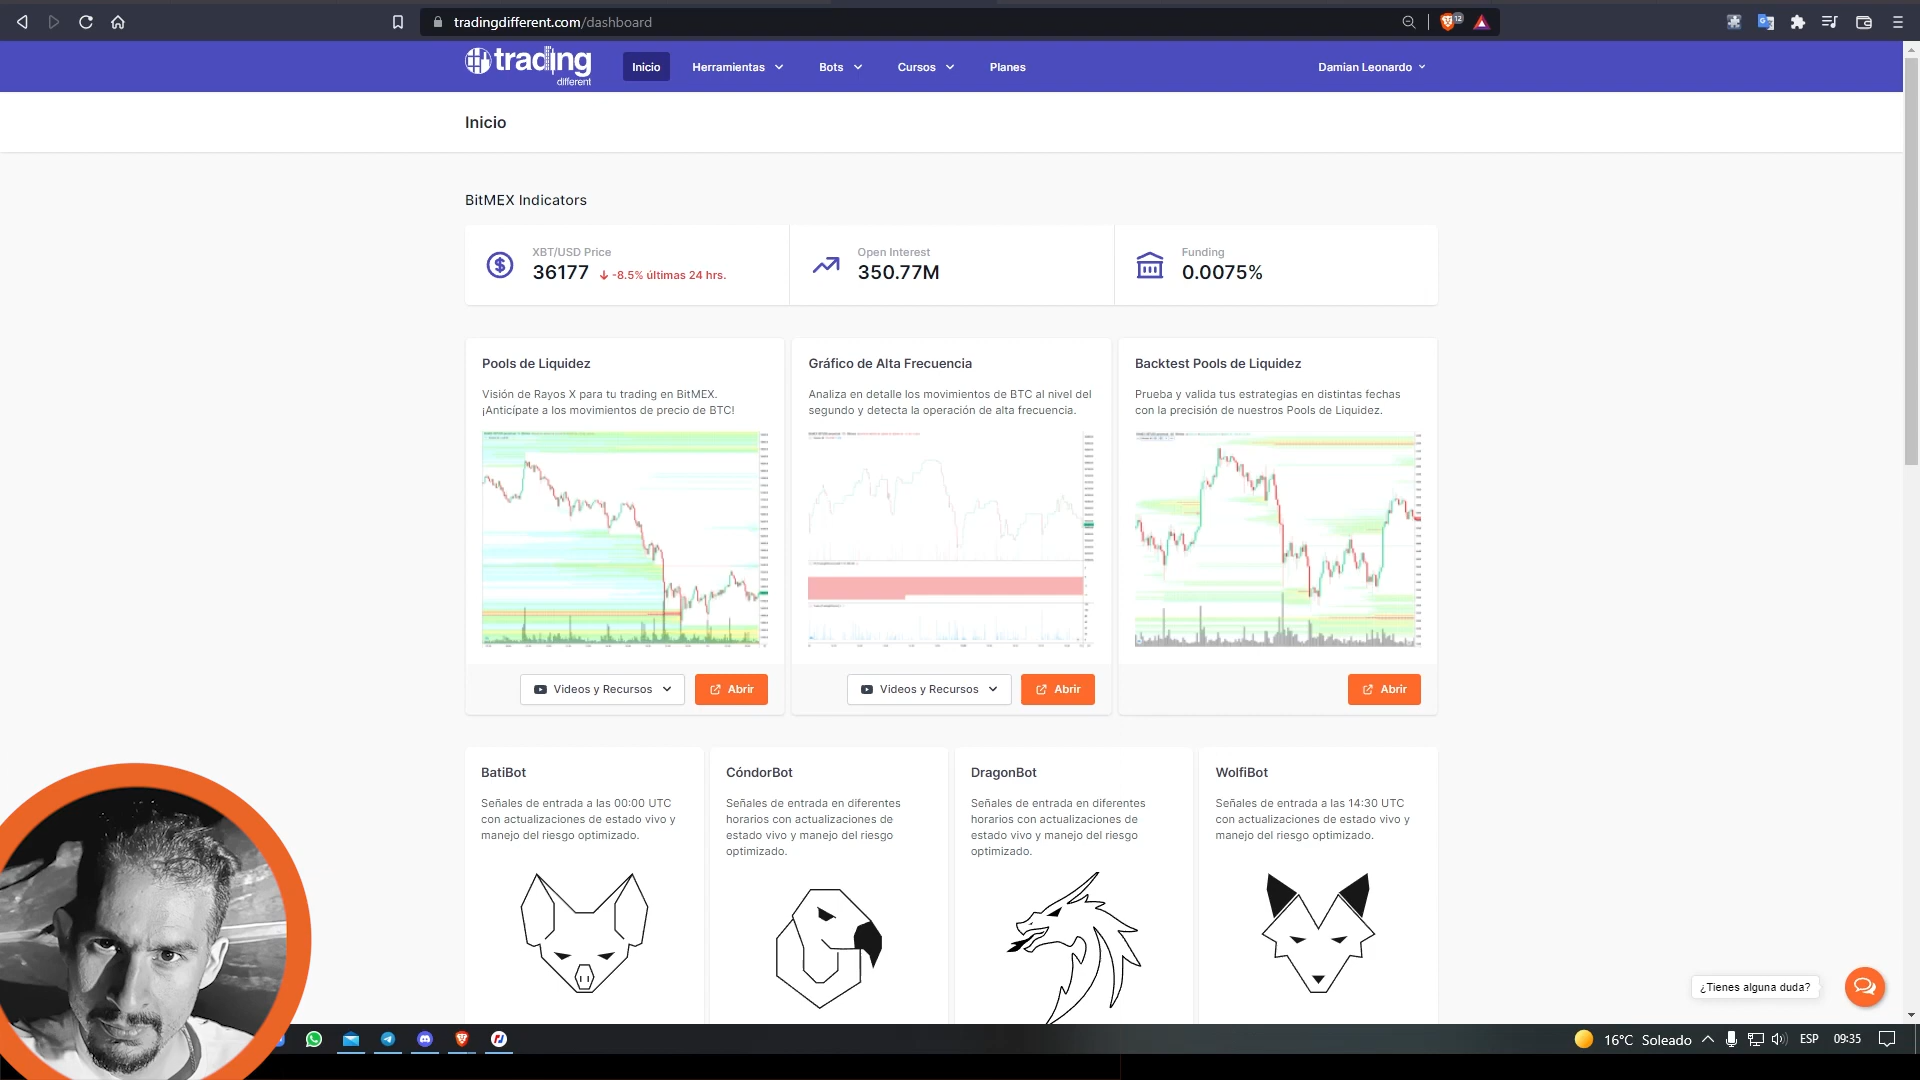 tradingdifferent.com/dashboard
12
trading
different
Inicio
Herramientas
Bots
Cursos
Planes
Damian Leonardo
Inicio
BitMEX Indicators
XBT/USD Price
36177
-8.5% últimas 24 hrs.
Open Interest
350.77M
Funding
0.0075%
Pools de Liquidez
Visión de Rayos X para tu trading en BitMEX.
¡Anticípate a los movimientos de precio de BTC!
Videos y Recursos
Abrir
Gráfico de Alta Frecuencia
Analiza en detalle los movimientos de BTC al nivel del
segundo y detecta la operación de alta frecuencia.
Videos y Recursos
Abrir
Backtest Pools de Liquidez
Prueba y valida tus estrategias en distintas fechas
con la precisión de nuestros Pools de Liquidez.
Abrir
BatiBot
Señales de entrada a las 00:00 UTC
con actualizaciones de estado vivo y
manejo del riesgo optimizado.
CóndorBot
Señales de entrada en diferentes
horarios con actualizaciones de
estado vivo y manejo del riesgo
optimizado.
DragonBot
Señales de entrada en diferentes
horarios con actualizaciones de
estado vivo y manejo del riesgo
optimizado.
WolfiBot
Señales de entrada a las 14:30 UTC
con actualizaciones de estado vivo y
manejo del riesgo optimizado.
¿Tienes alguna duda?
16°C Soleado
ESP
09:35